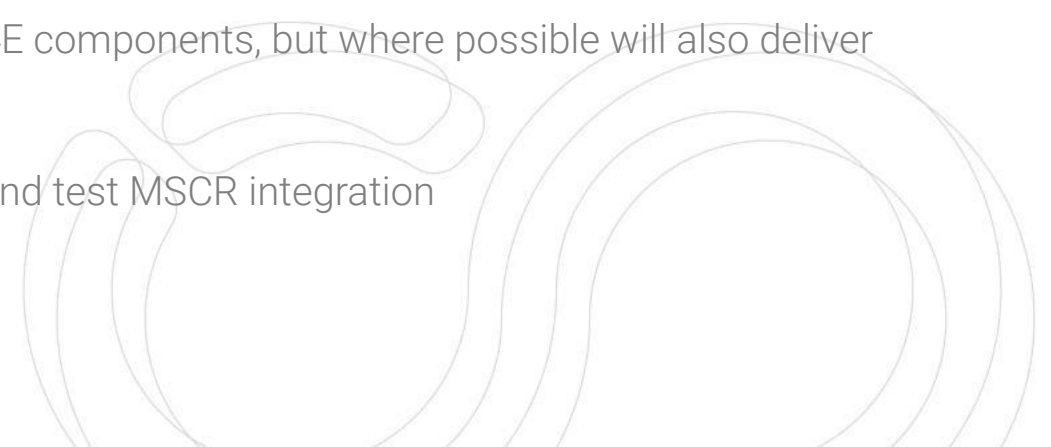 E components, but where possible will also deliver
nd test MSCR integration